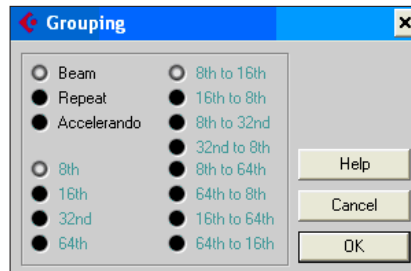 Grouping
Beam
Repeat
Accelerando
8th
16th
32nd
64th
8th to 16th
16th to 8th
8th to 32nd
32nd to 8th
8th to 64th
64th to 8th
16th to 64th
64th to 16th
Help
Cancel
OK